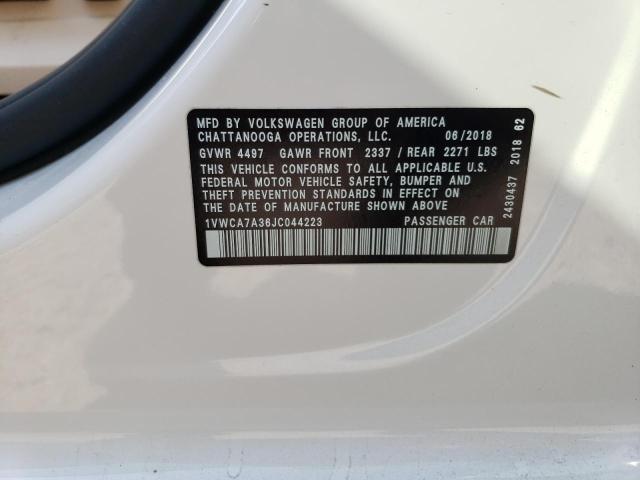 MFD BY VOLKSWAGEN GROUP OF AMERICA
CHATTANOOGA OPERATIONS, LLC. 06/2018
GVWR 4497 GAWR FRONT 2337 / REAR 2271 LBS
THIS VEHICLE CONFORMS TO ALL APPLICABLE U.S.
FEDERAL MOTOR VEHICLE SAFETY, BUMPER AND
THEFT PREVENTION STANDARDS IN EFFECT ON
THE DATE OF MANUFACTURE SHOWN ABOVE
1VWCA7A36JC044223 PASSENGER CAR
2430437 2018 62